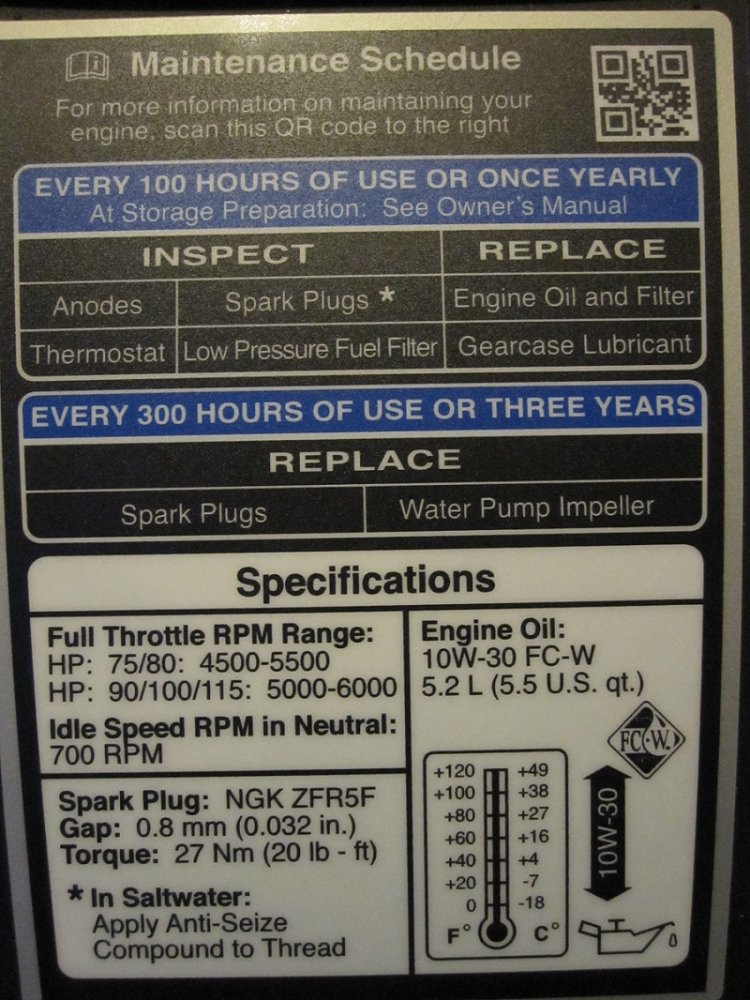 Maintenance Schedule
For more information on maintaining your
engine, scan this QR code to the right
EVERY 100 HOURS OF USE OR ONCE YEARLY
At Storage Preparation: See Owner's Manual
INSPECT REPLACE
Anodes Spark Plugs * Engine Oil and Filter
Thermostat Low Pressure Fuel Filter Gearcase Lubricant
EVERY 300 HOURS OF USE OR THREE YEARS
REPLACE
Spark Plugs Water Pump Impeller
Specifications
Full Throttle RPM Range:
HP: 75/80: 4500-5500
HP: 90/100/115: 5000-6000
Idle Speed RPM in Neutral:
700 RPM
Spark Plug: NGK ZFR5F
Gap: 0.8 mm (0.032 in.)
Torque: 27 Nm (20 lb - ft)
* In Saltwater:
Apply Anti-Seize
Compound to Thread
Engine Oil:
10W-30 FC-W
5.2 L (5.5 U.S. qt.)
FC-W.
+120 +49
+100 +38
+80 +27
+60 +16
+40 +4
+20 -7
0 -18
F° C°
10W-30